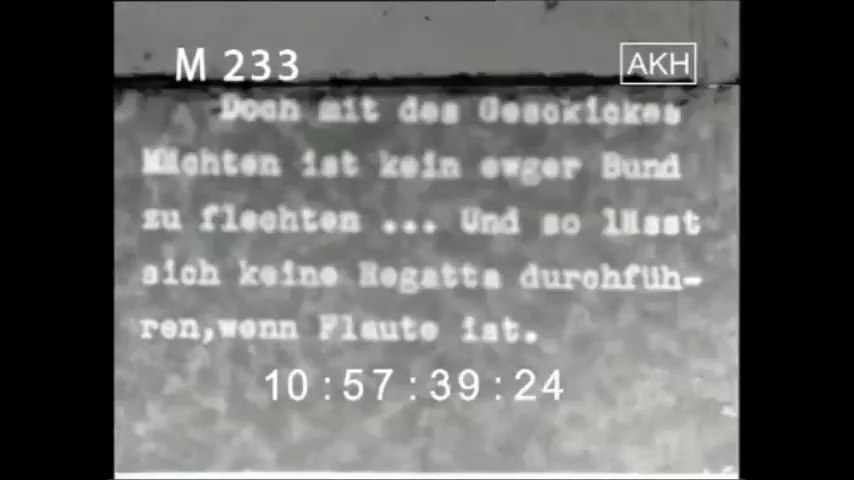 M 233
AKH
Doch mit des Geschickes
Mächten ist kein ewger Bund
zu flechten ... Und so lässt
sich keine Regatta durchfüh-
ren,wenn Flaute ist.
10:57:39:24